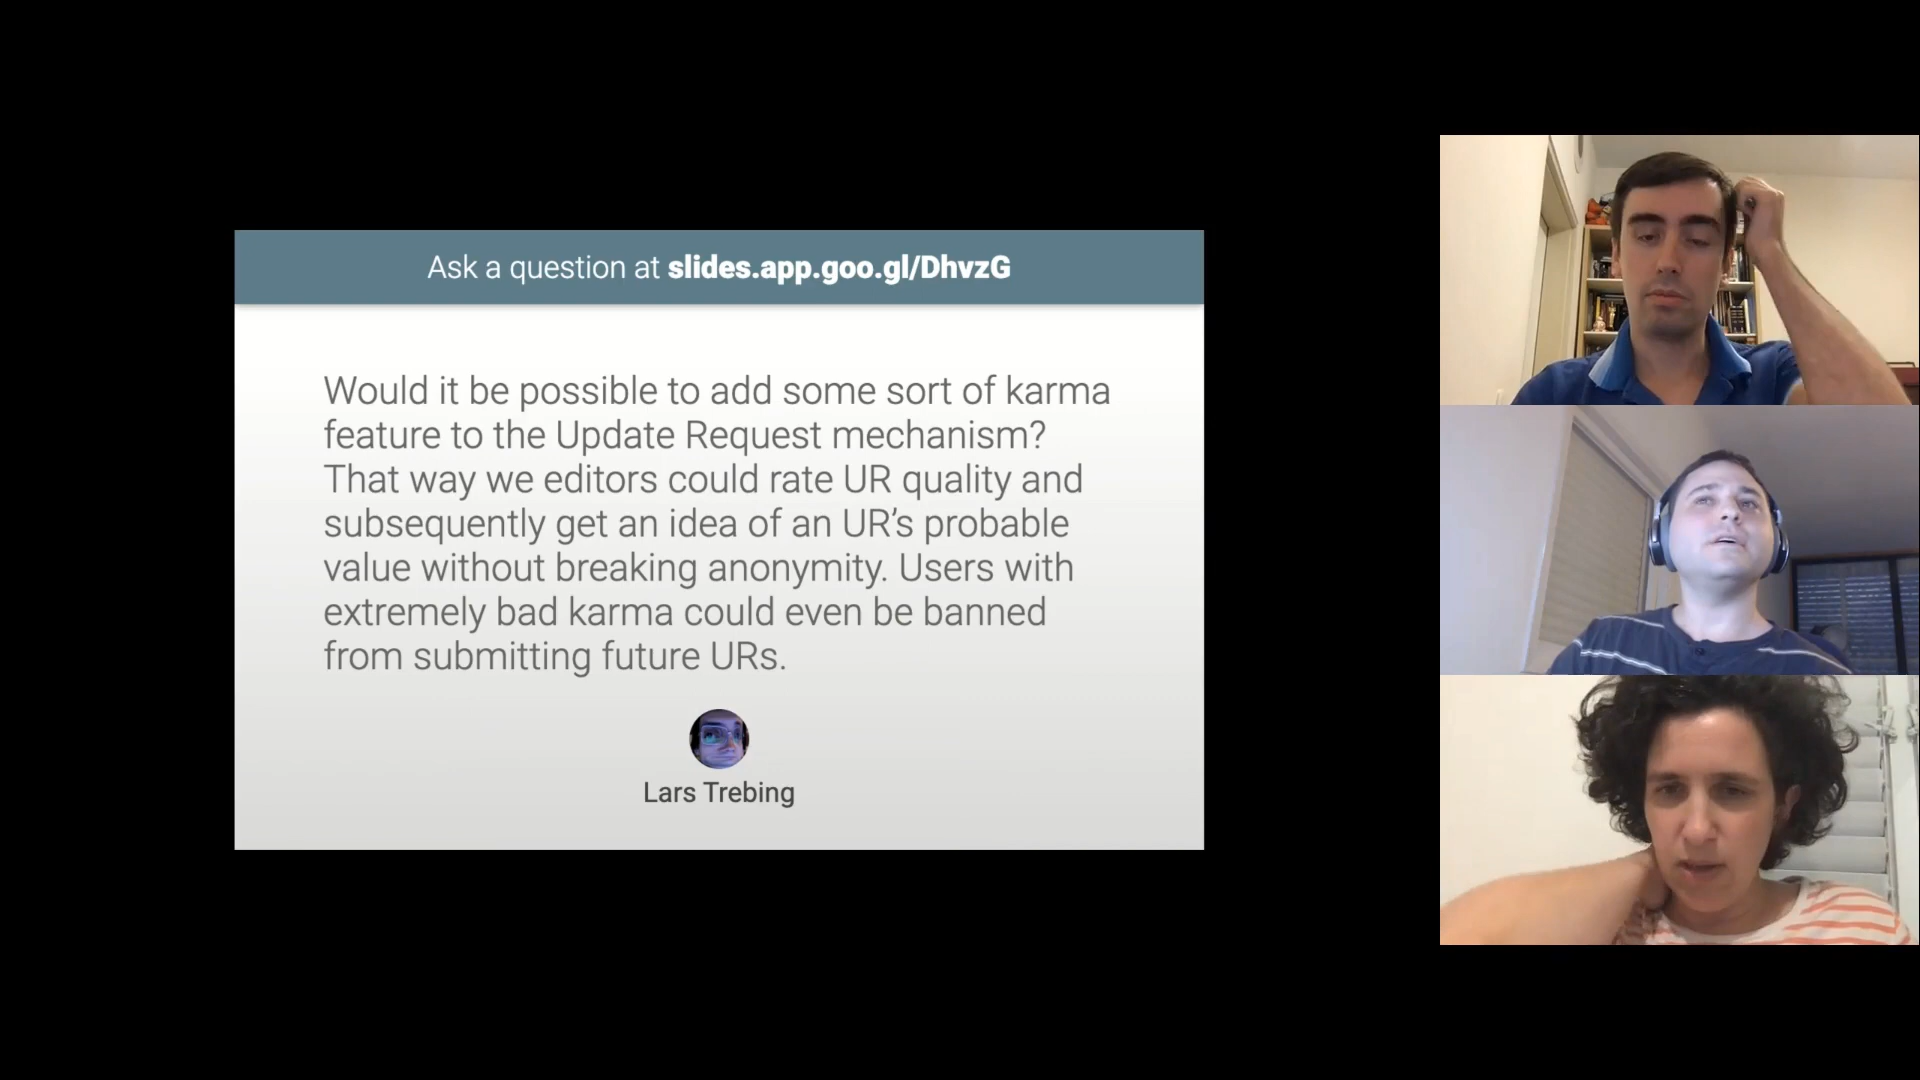 Ask a question at slides.app.goo.gl/DhvzG
Would it be possible to add some sort of karma
feature to the Update Request mechanism?
That way we editors could rate UR quality and
subsequently get an idea of an UR’s probable
value without breaking anonymity. Users with
extremely bad karma could even be banned
from submitting future URs.
Lars Trebing